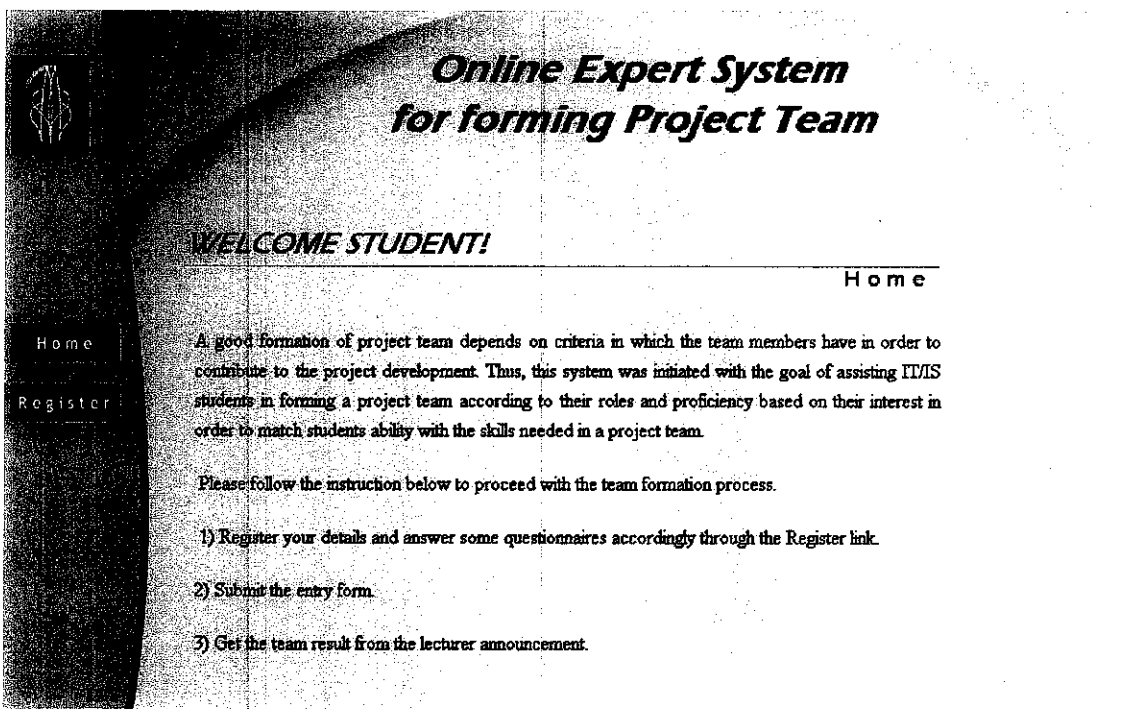 Online Expert System
for forming Project Team
WELCOME STUDENT!
Home
Home
Register
A good formation of project team depends on criteria in which the team members have in order to
contribute to the project development. Thus, this system was initiated with the goal of assisting IT/IS
students in forming a project team according to their roles and proficiency based on their interest in
order to match students ability with the skills needed in a project team.
Please follow the instruction below to proceed with the team formation process.
1) Register your details and answer some questionnaires accordingly through the Register link.
2) Submit the entry form.
3) Get the team result from the lecturer announcement.